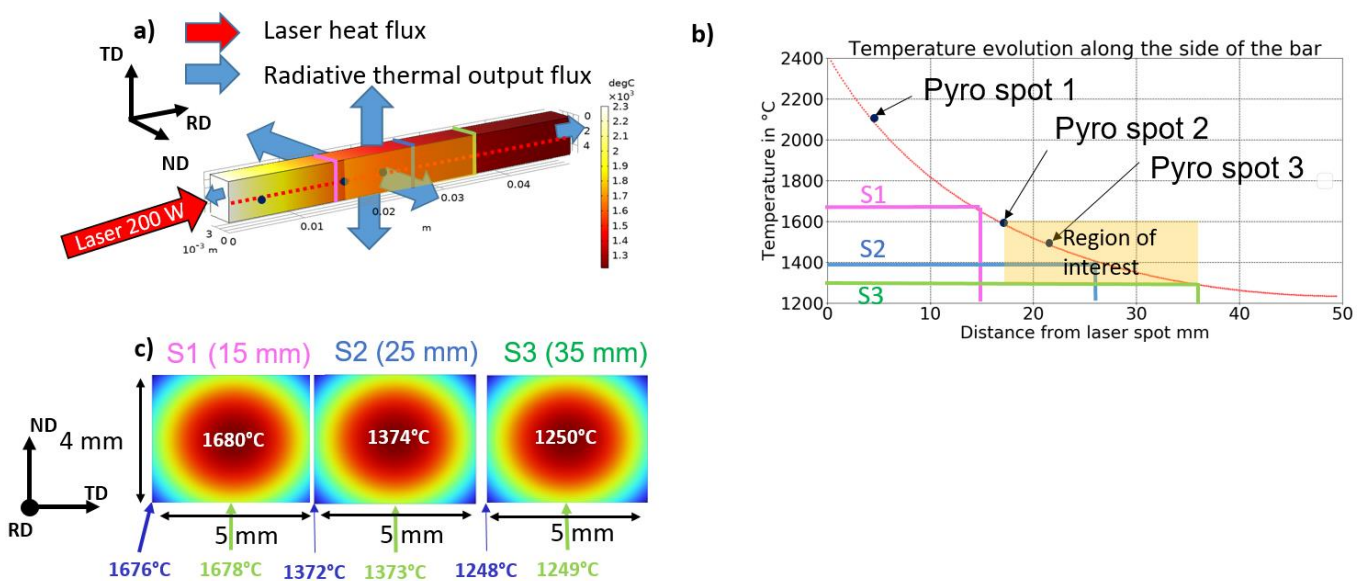 a)
Laser heat flux
Radiative thermal output flux
TD
RD
ND
degC
×10³
2.3
2.2
2.1
2
1.9
1.8
1.7
1.6
1.5
1.4
1.3
0
2
4
0.04
0.03
0.02
m
0.01
0
3
0
10⁻³ m
Laser 200 W
b)
Temperature evolution along the side of the bar
Temperature in °C
2400
2200
2000
1800
1600
1400
1200
Pyro spot 1
Pyro spot 2
Pyro spot 3
S1
S2
S3
Region of
interest
0
10
20
30
40
50
Distance from laser spot mm
c)
S1 (15 mm)
S2 (25 mm)
S3 (35 mm)
ND
4 mm
TD
RD
1680°C
1374°C
1250°C
5 mm
5 mm
5 mm
1676°C
1678°C
1372°C
1373°C
1248°C
1249°C